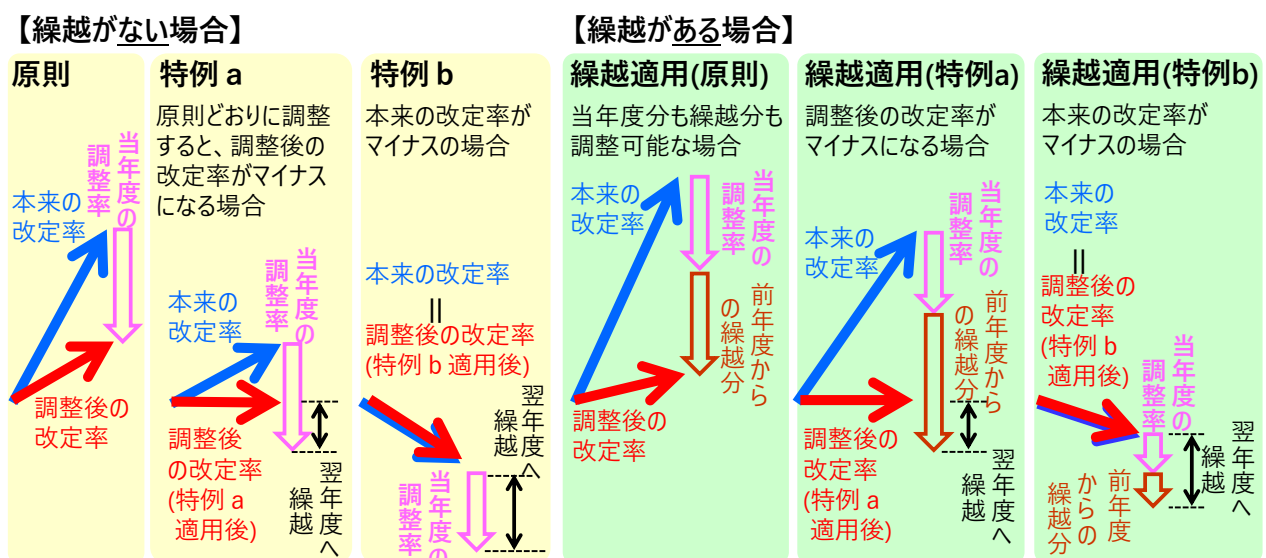 【繰越がない場合】
原則
本来の
改定率
当年度の
調整率
調整後の
改定率
特例 a
原則どおりに調整
すると、調整後の
改定率がマイナス
になる場合
本来の
改定率
当年度の
調整率
調整後
の改定率
(特例 a
適用後)
翌年度へ
繰越
特例 b
本来の改定率が
マイナスの場合
本来の改定率
||
調整後の改定率
(特例 b 適用後)
翌年度へ
繰越
当年度の
調整率
【繰越がある場合】
繰越適用(原則)
当年度分も繰越分も
調整可能な場合
本来の
改定率
当年度の
調整率
前年度から
の繰越分
調整後の
改定率
繰越適用(特例a)
調整後の改定率が
マイナスになる場合
本来の
改定率
当年度の
調整率
前年度から
の繰越分
調整後の
改定率
(特例 a
適用後)
翌年度へ
繰越
繰越適用(特例b)
本来の改定率が
マイナスの場合
本来の
改定率
||
調整後の
改定率
(特例 b
適用後)
当年度の
調整率
翌年度へ
繰越
前年度
からの
繰越分